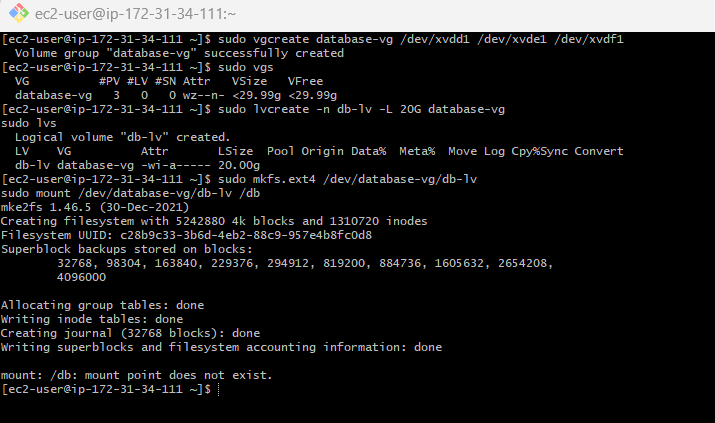 ec2-user@ip-172-31-34-111:~
[ec2-user@ip-172-31-34-111 ~]$ sudo vgcreate database-vg /dev/xvdd1 /dev/xvde1 /dev/xvdf1
  Volume group "database-vg" successfully created
[ec2-user@ip-172-31-34-111 ~]$ sudo vgs
  VG          #PV #LV #SN Attr   VSize   VFree
  database-vg   3   0   0 wz--n- <29.99g <29.99g
[ec2-user@ip-172-31-34-111 ~]$ sudo lvcreate -n db-lv -L 20G database-vg
sudo lvs
  Logical volume "db-lv" created.
  LV    VG          Attr       LSize  Pool Origin Data%  Meta%  Move Log Cpy%Sync Convert
  db-lv database-vg -wi-a----- 20.00g
[ec2-user@ip-172-31-34-111 ~]$ sudo mkfs.ext4 /dev/database-vg/db-lv
sudo mount /dev/database-vg/db-lv /db
mke2fs 1.46.5 (30-Dec-2021)
Creating filesystem with 5242880 4k blocks and 1310720 inodes
Filesystem UUID: c28b9c33-3b6d-4eb2-88c9-957e4b8fc0d8
Superblock backups stored on blocks:
        32768, 98304, 163840, 229376, 294912, 819200, 884736, 1605632, 2654208,
        4096000
Allocating group tables: done
Writing inode tables: done
Creating journal (32768 blocks): done
Writing superblocks and filesystem accounting information: done
mount: /db: mount point does not exist.
[ec2-user@ip-172-31-34-111 ~]$